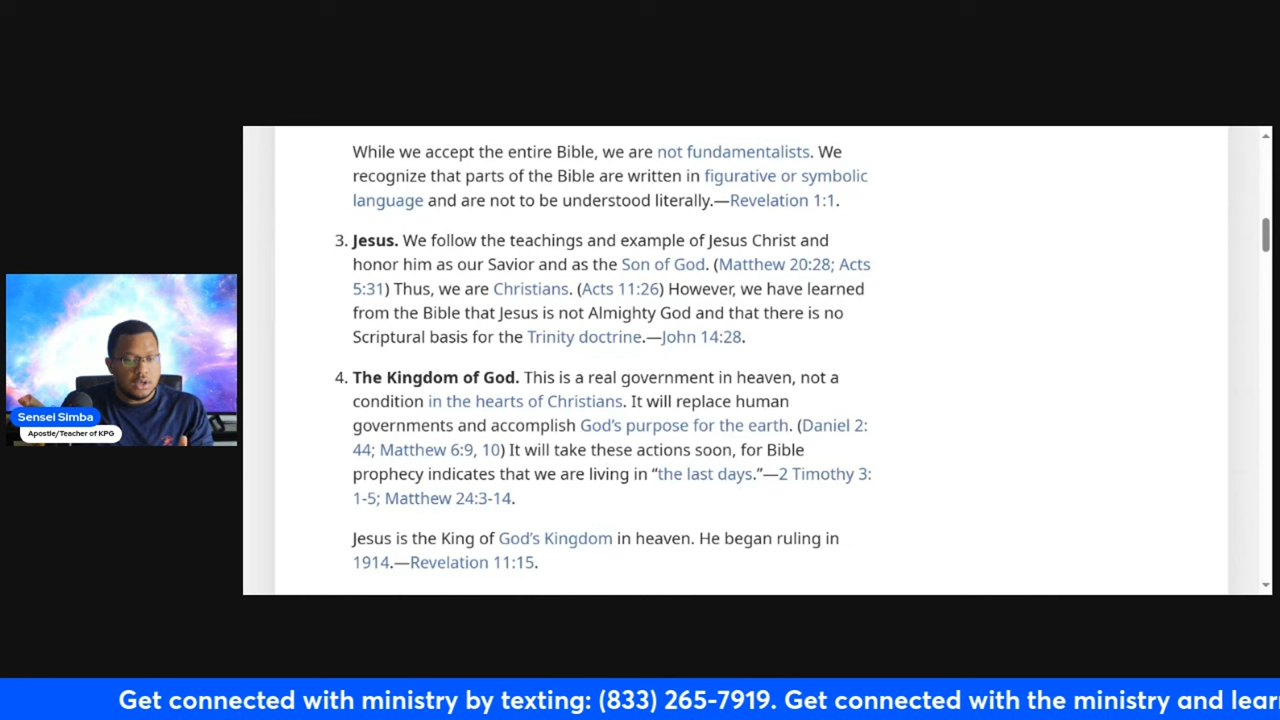 While we accept the entire Bible, we are not fundamentalists. We
recognize that parts of the Bible are written in figurative or symbolic
language and are not to be understood literally.—Revelation 1:1.
3. Jesus. We follow the teachings and example of Jesus Christ and
honor him as our Savior and as the Son of God. (Matthew 20:28; Acts
5:31) Thus, we are Christians. (Acts 11:26) However, we have learned
from the Bible that Jesus is not Almighty God and that there is no
Scriptural basis for the Trinity doctrine.—John 14:28.
4. The Kingdom of God. This is a real government in heaven, not a
condition in the hearts of Christians. It will replace human
governments and accomplish God’s purpose for the earth. (Daniel 2:
44; Matthew 6:9, 10) It will take these actions soon, for Bible
prophecy indicates that we are living in “the last days.”—2 Timothy 3:
1-5; Matthew 24:3-14.
Jesus is the King of God’s Kingdom in heaven. He began ruling in
1914.—Revelation 11:15.
Sensei Simba
Apostle/Teacher of KPG
Get connected with ministry by texting: (833) 265-7919. Get connected with the ministry and lear